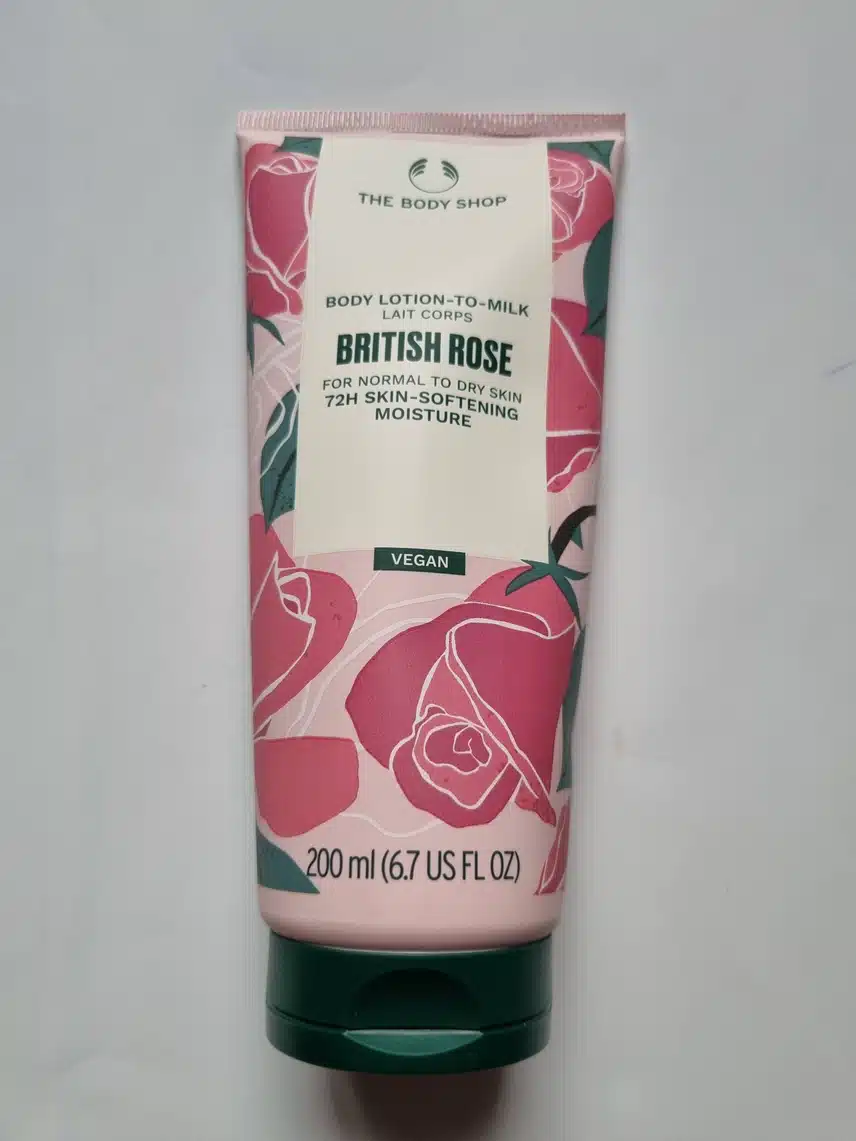 THE BODY SHOP
BODY LOTION-TO-MILK
LAIT CORPS
BRITISH ROSE
FOR NORMAL TO DRY SKIN
72H SKIN-SOFTENING
MOISTURE
VEGAN
200 ml (6.7 US FL OZ)